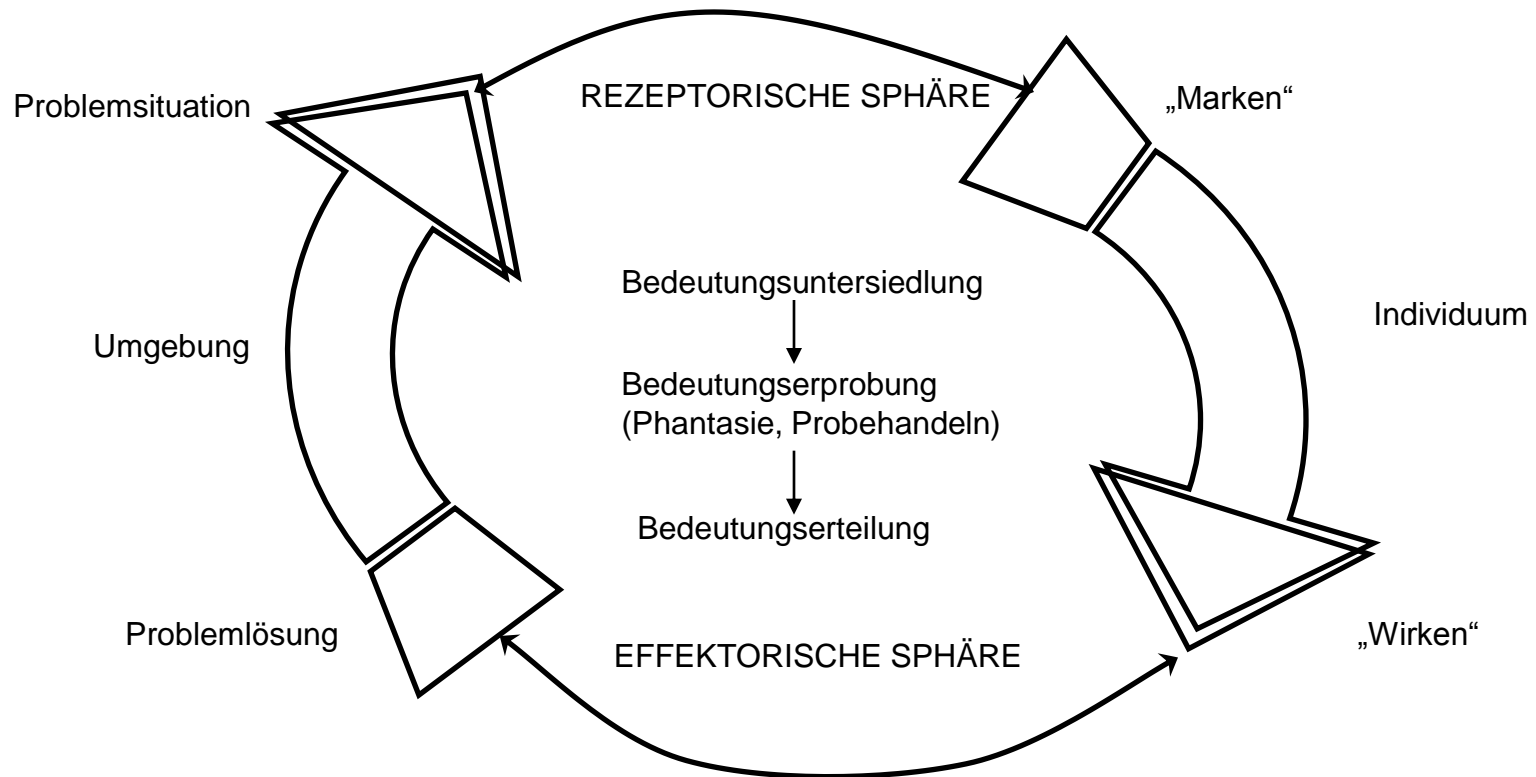 REZEPTORISCHE SPHÄRE
Problemsituation
„Marken“
Bedeutungsuntersiedlung
Individuum
Umgebung
Bedeutungserprobung
(Phantasie, Probehandeln)
Bedeutungserteilung
Problemlösung
„Wirken“
EFFEKTORISCHE SPHÄRE